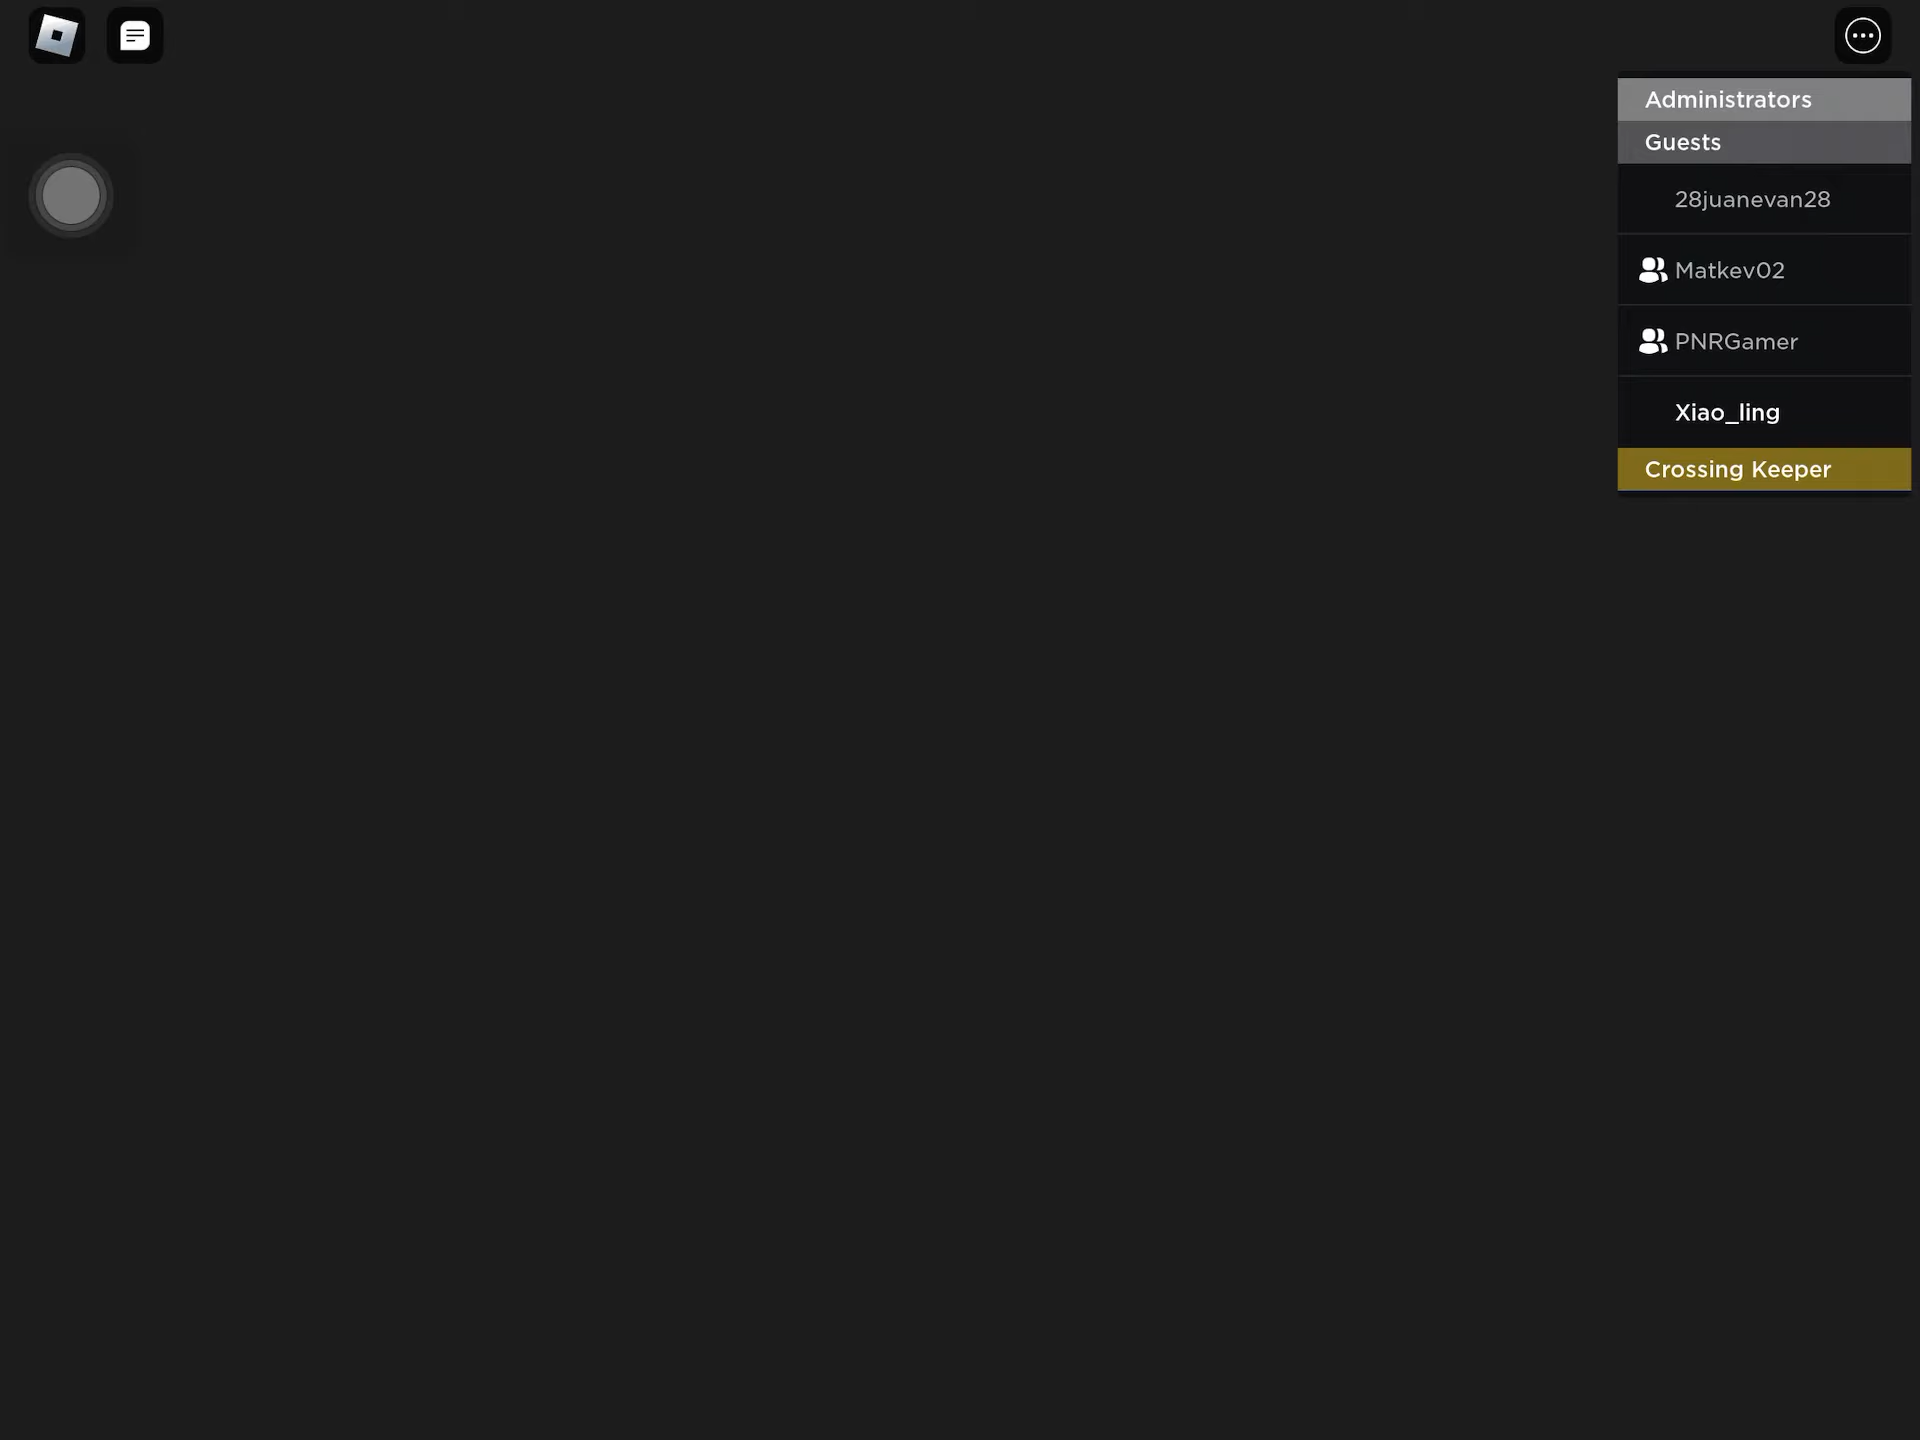 Administrators
Guests
28juanevan28
Matkev02
PNRGamer
Xiao_ling
Crossing Keeper